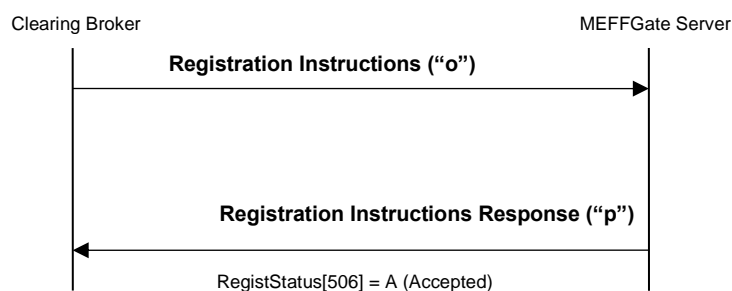 Clearing Broker
MEFFGate Server
Registration Instructions (“o”)
Registration Instructions Response (“p”)
RegistStatus[506] = A (Accepted)